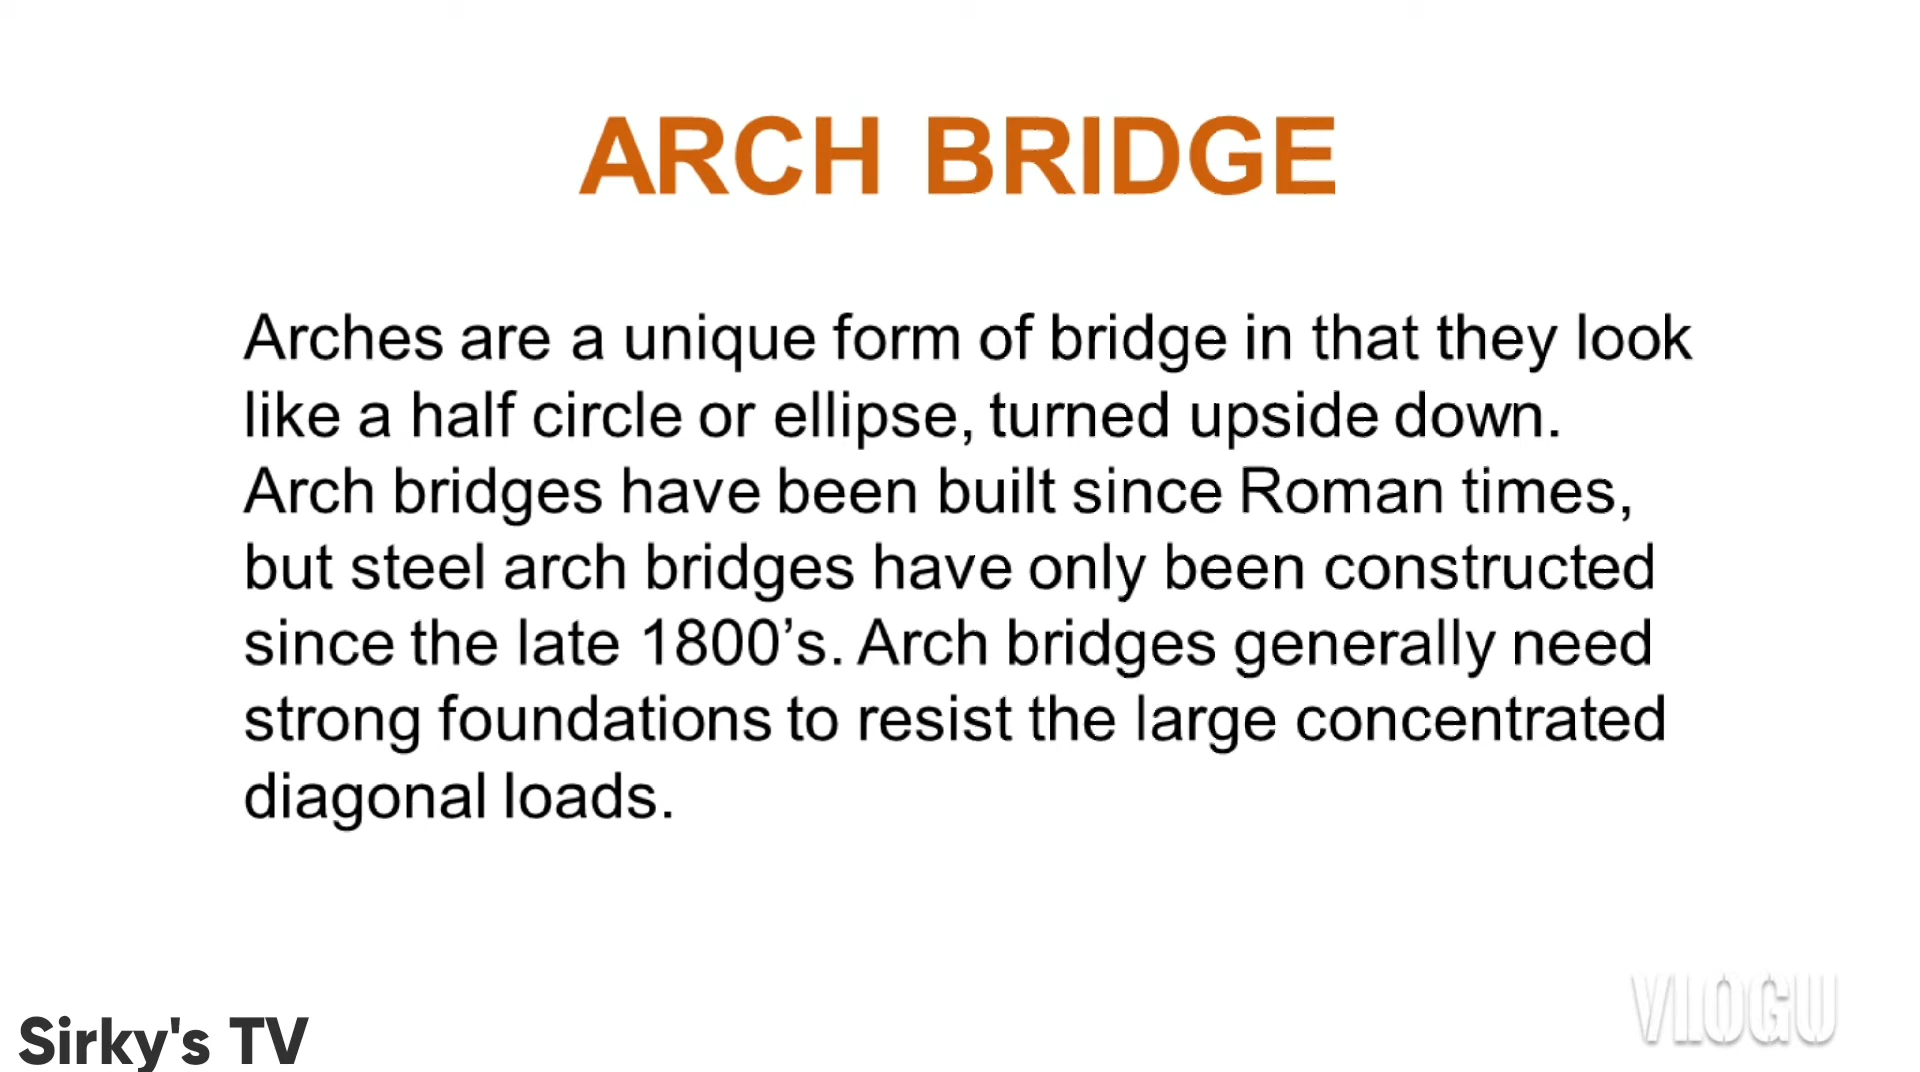 ARCH BRIDGE
Arches are a unique form of bridge in that they look
like a half circle or ellipse, turned upside down.
Arch bridges have been built since Roman times,
but steel arch bridges have only been constructed
since the late 1800’s. Arch bridges generally need
strong foundations to resist the large concentrated
diagonal loads.
VLOGU
Sirky's TV